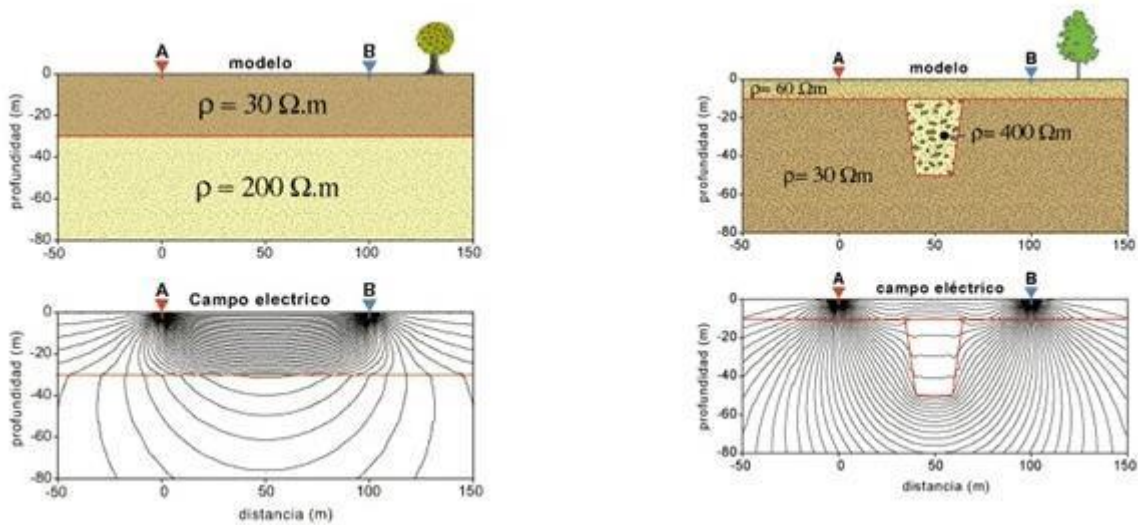 A B
modelo
ρ = 30 Ω.m
ρ = 200 Ω.m
profundidad (m)
0
-20
-40
-60
-80
-50 0 50 100 150
A B
Campo electrico
profundidad (m)
0
-20
-40
-60
-80
-50 0 50 100 150
distancia (m)
A B
modelo
ρ= 60 Ωm
ρ= 400 Ωm
ρ= 30 Ωm
profundidad (m)
0
-20
-40
-60
-80
-50 0 50 100 150
A B
campo eléctrico
profundidad (m)
0
-20
-40
-60
-80
-50 0 50 100 150
distancia (m)